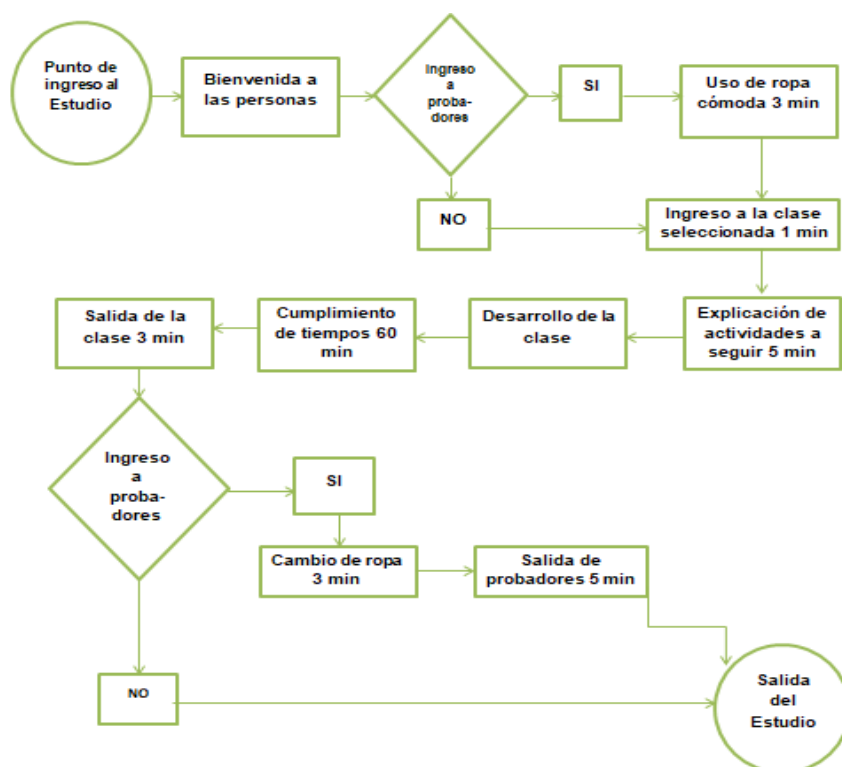 Punto de
ingreso al
Estudio
Bienvenida a
las personas
Ingreso
a
proba-
dores
SI
Uso de ropa
cómoda 3 min
NO
Ingreso a la clase
seleccionada 1 min
Salida de la
clase 3 min
Cumplimiento
de tiempos 60
min
Desarrollo de la
clase
Explicación de
actividades a
seguir 5 min
Ingreso
a
proba-
dores
SI
Cambio de ropa
3 min
Salida de
probadores 5 min
NO
Salida
del
Estudio